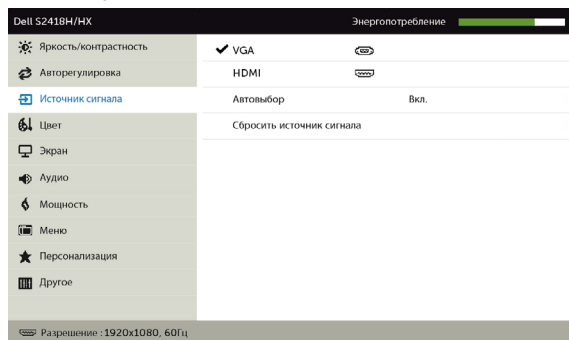 Dell S2418H/HX Энергопотребление
Яркость/контрастность
Авторегулировка
Источник сигнала
Цвет
Экран
Аудио
Мощность
Меню
Персонализация
Другое
VGA
HDMI
Автовыбор Вкл.
Сбросить источник сигнала
Разрешение : 1920x1080, 60Гц